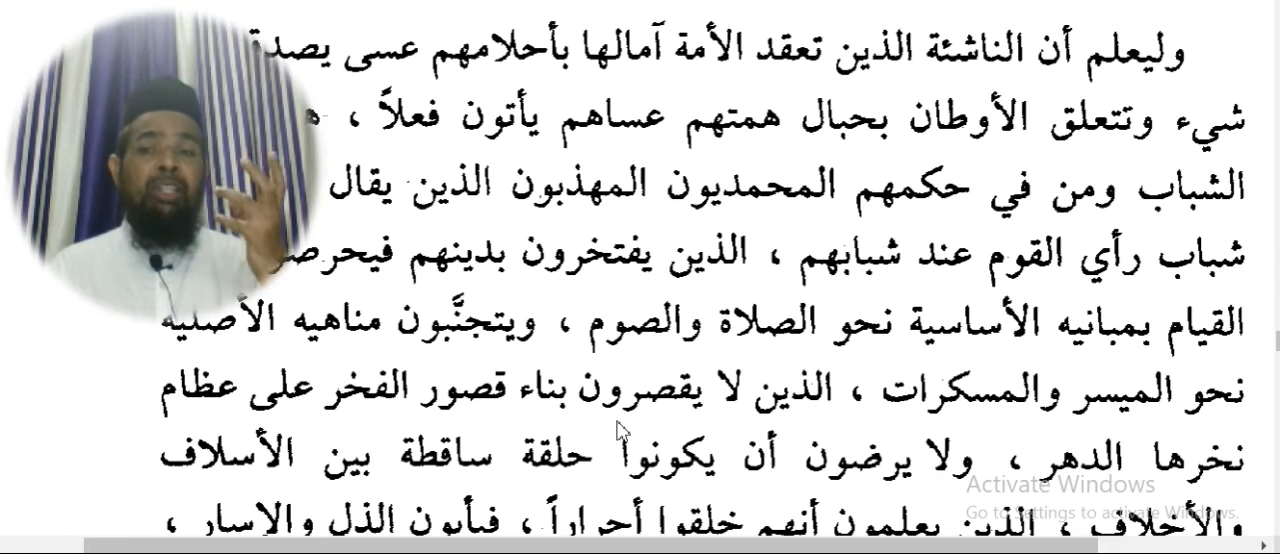 وليعلم أن الناشئة الذين تعقد الأمة آمالها بأحلامهم عسى
شيء وتتعلق الأوطان بحبال همتهم عساهم يأتون فعلاً ،
الشباب ومن في حكمهم المحمديون المهذبون الذين يقال
شباب رأي القوم عند شبابهم ، الذين يفتخرون بدينهم
القيام بمبانيه الأساسية نحو الصلاة والصوم ، ويتجنَّبون مناهيه الأصلية
نحو الميسر والمسكرات ، الذين لا يقصرون بناء قصور الفخر على عظام
نخرها الدهر ، ولا يرضون أن يكونوا حلقة ساقطة بين الأسلاف
والأخلاف ، الذين يعلمون أنهم خلقوا أحراراً ، فيأبون الذل والإسار ،
Activate Windows
Go to Settings to activate Windows.